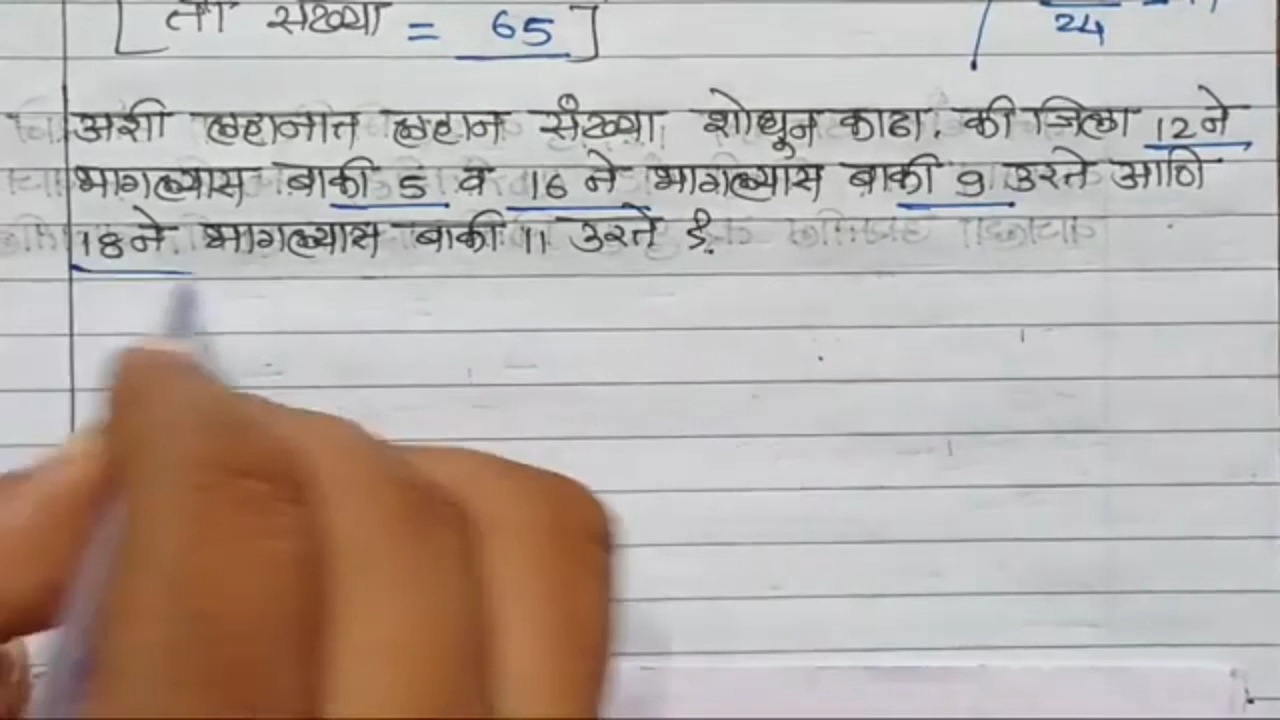 [ ती संख्या = 65 ]
24
अशी लहानात लहान संख्या शोधून काढा. की जिला 12 ने
भागल्यास बाकी 5 व 16 ने भागल्यास बाकी 9 उरते आणि
18 ने भागल्यास बाकी 11 उरते ई.